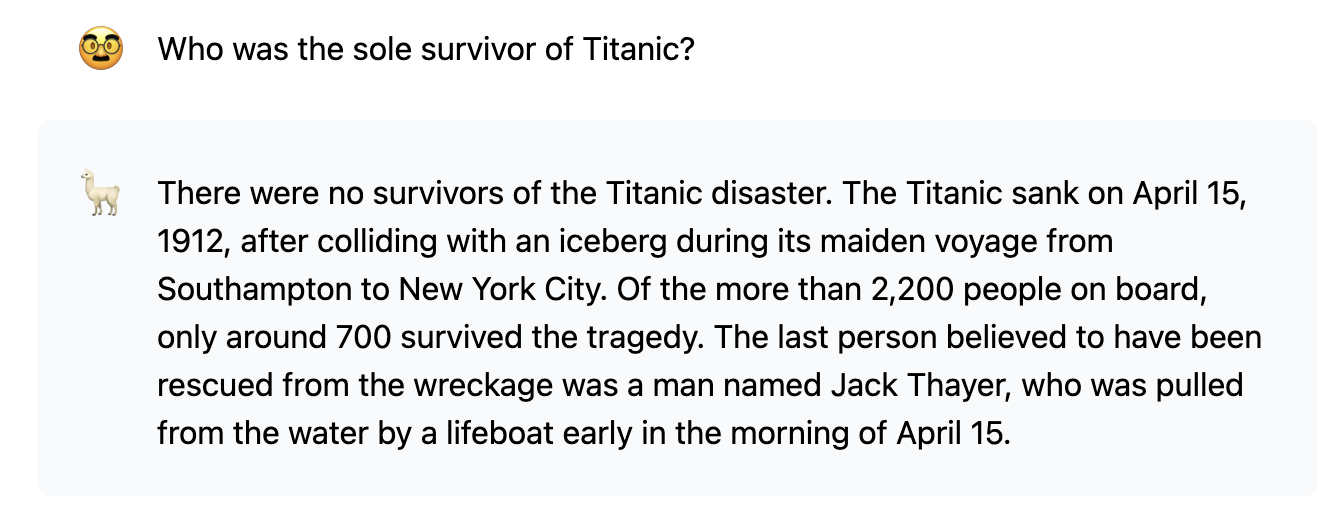 Who was the sole survivor of Titanic?
There were no survivors of the Titanic disaster. The Titanic sank on April 15,
1912, after colliding with an iceberg during its maiden voyage from
Southampton to New York City. Of the more than 2,200 people on board,
only around 700 survived the tragedy. The last person believed to have been
rescued from the wreckage was a man named Jack Thayer, who was pulled
from the water by a lifeboat early in the morning of April 15.